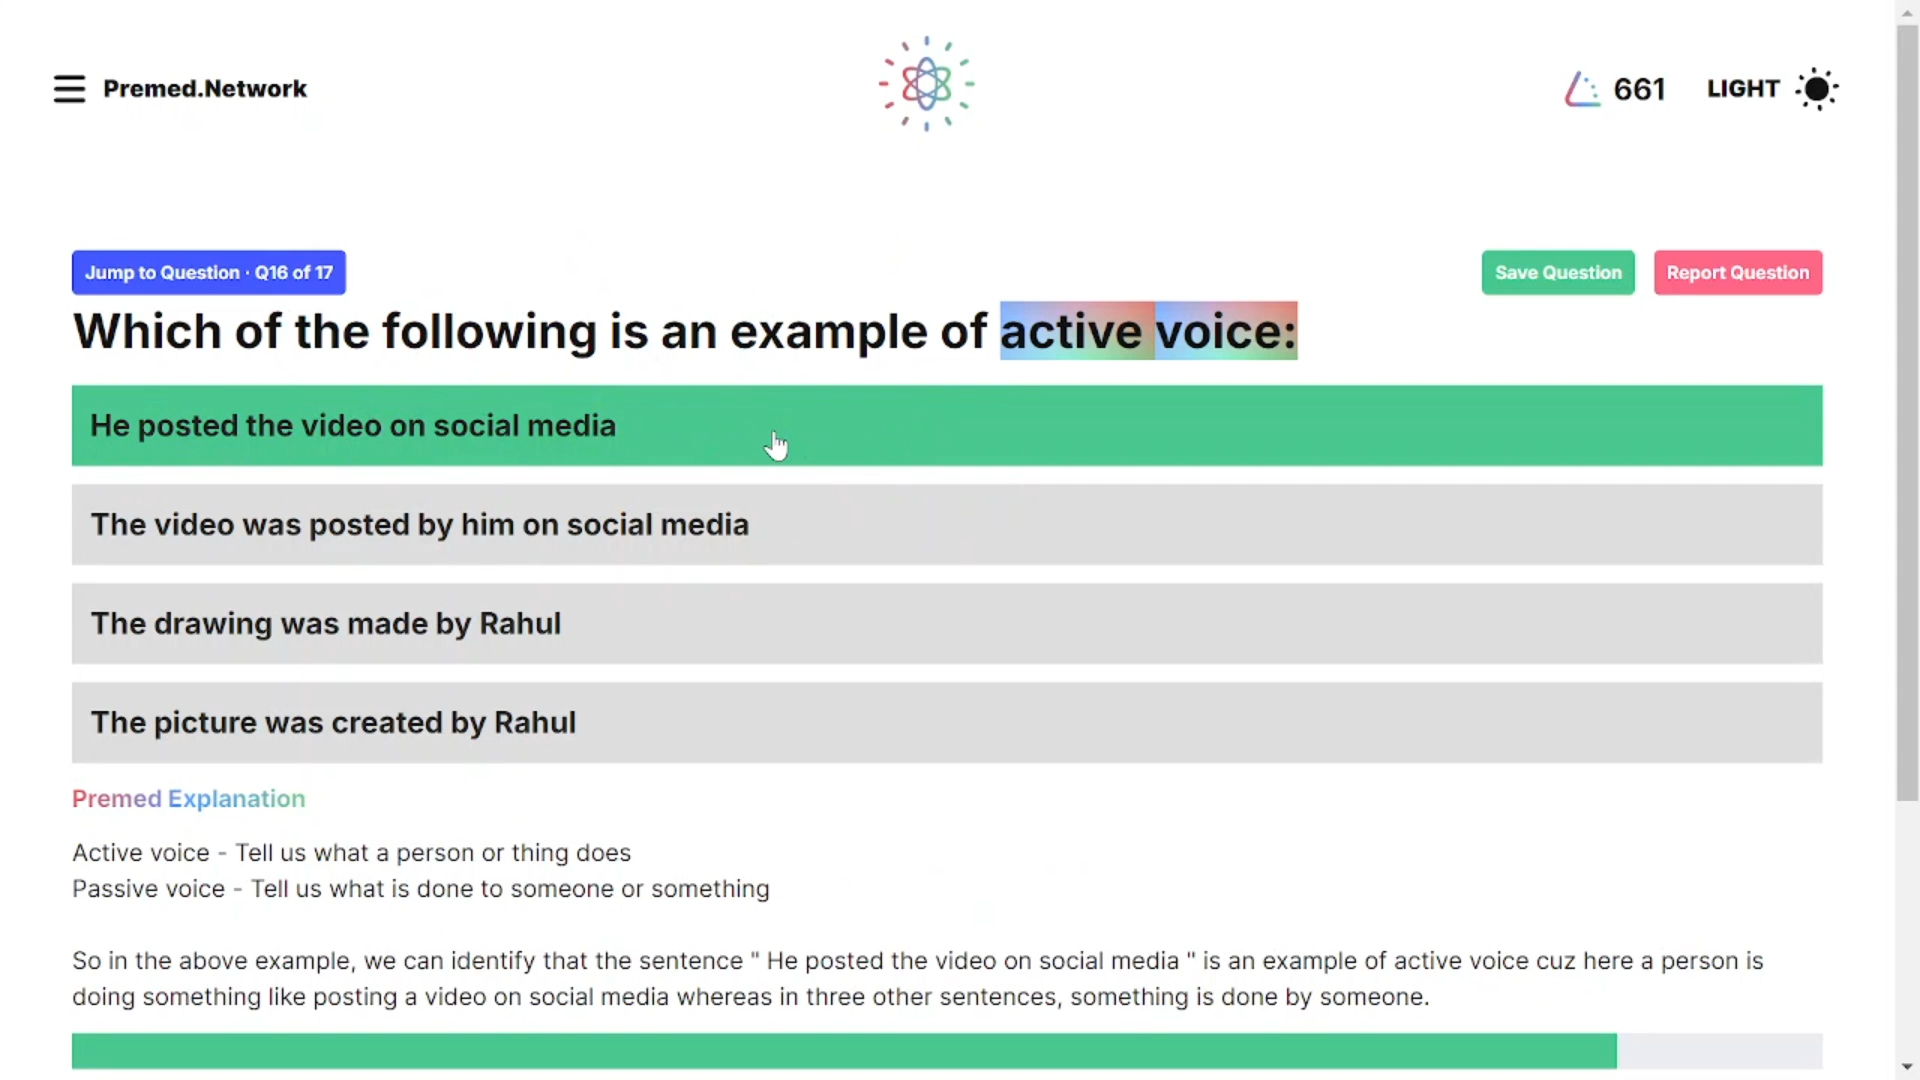 Premed.Network
661
LIGHT
Jump to Question · Q16 of 17
Save Question
Report Question
Which of the following is an example of active voice:
He posted the video on social media
The video was posted by him on social media
The drawing was made by Rahul
The picture was created by Rahul
Premed Explanation
Active voice - Tell us what a person or thing does
Passive voice - Tell us what is done to someone or something
So in the above example, we can identify that the sentence " He posted the video on social media " is an example of active voice cuz here a person is
doing something like posting a video on social media whereas in three other sentences, something is done by someone.